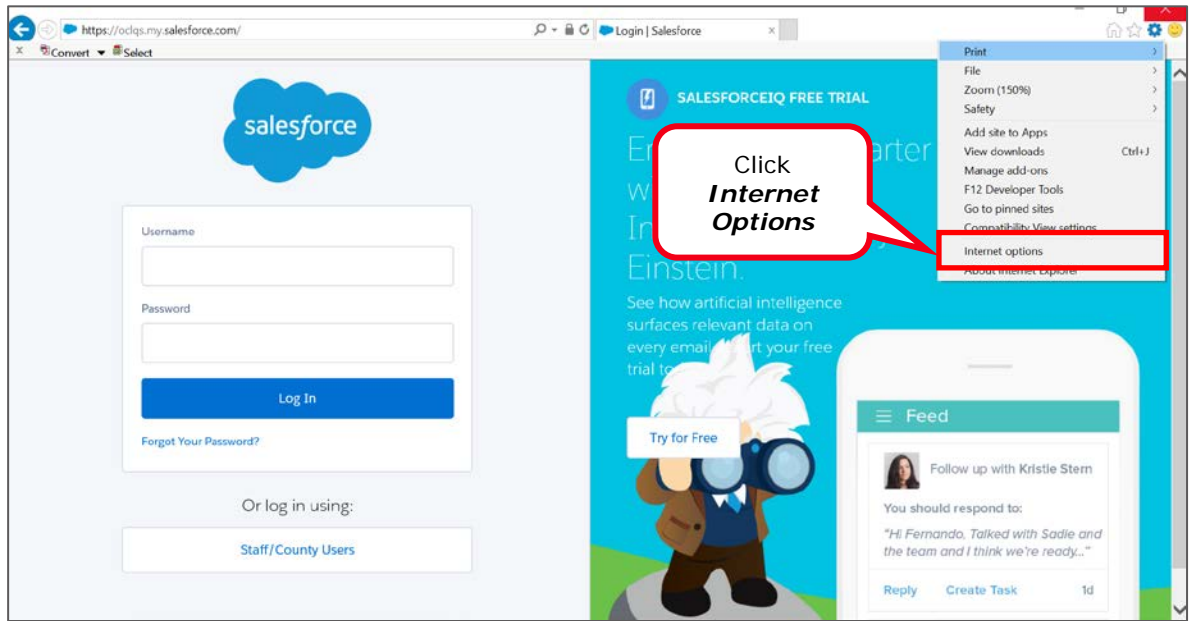 https://oclqs.my.salesforce.com/
Login | Salesforce
x Convert Select
salesforce
Username
Password
Log In
Forgot Your Password?
Or log in using:
Staff/County Users
SALESFORCEIQ FREE TRIAL
arter
Einstein.
See how artificial intelligence
surfaces relevant data on
every email your free
trial
Try for Free
Click
Internet
Options
Print
File
Zoom (150%)
Safety
Add site to Apps
View downloads Ctrl+J
Manage add-ons
F12 Developer Tools
Go to pinned sites
Compatibility View settings
Internet options
About Internet Explorer
Feed
Follow up with Kristie Stern
You should respond to:
"Hi Fernando, Talked with Sadie and
the team and I think we're ready..."
Reply Create Task 1d